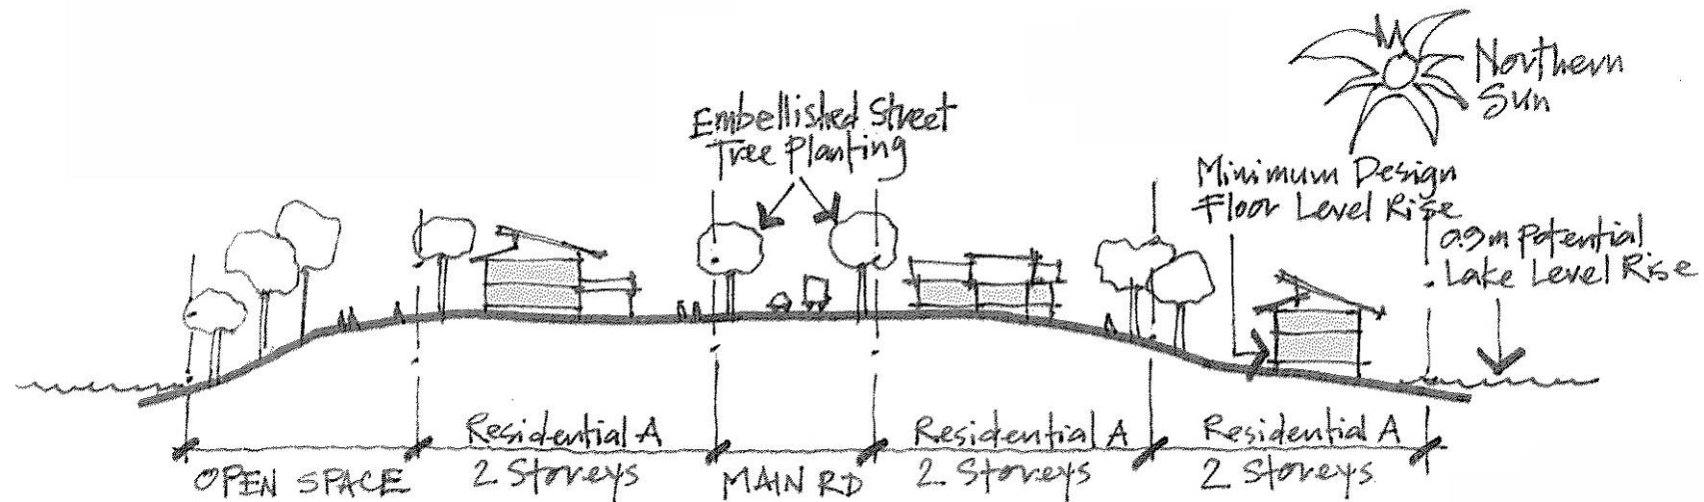 Northern
Sun
Embellished Street
Tree Planting
Minimum Design
Floor Level Rise
0.9m Potential
Lake Level Rise
OPEN SPACE
Residential A
2 Storeys
MAIN RD
Residential A
2 Storeys
Residential A
2 Storeys